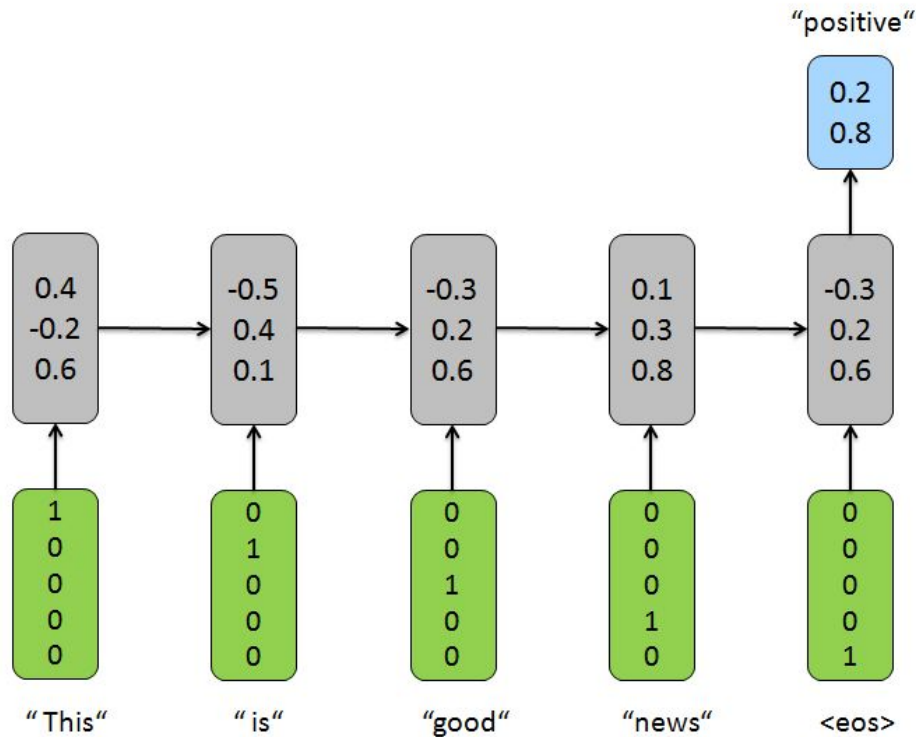 “positive“
0.2
0.8
0.4 -0.5 -0.3 0.1 -0.3
-0.2 0.4 0.2 0.3 0.2
0.6 0.1 0.6 0.8 0.6
1 0 0 0 0
0 1 0 0 0
0 0 1 0 0
0 0 0 1 0
0 0 0 0 1
“ This“ “ is“ “good“ “news“ <eos>